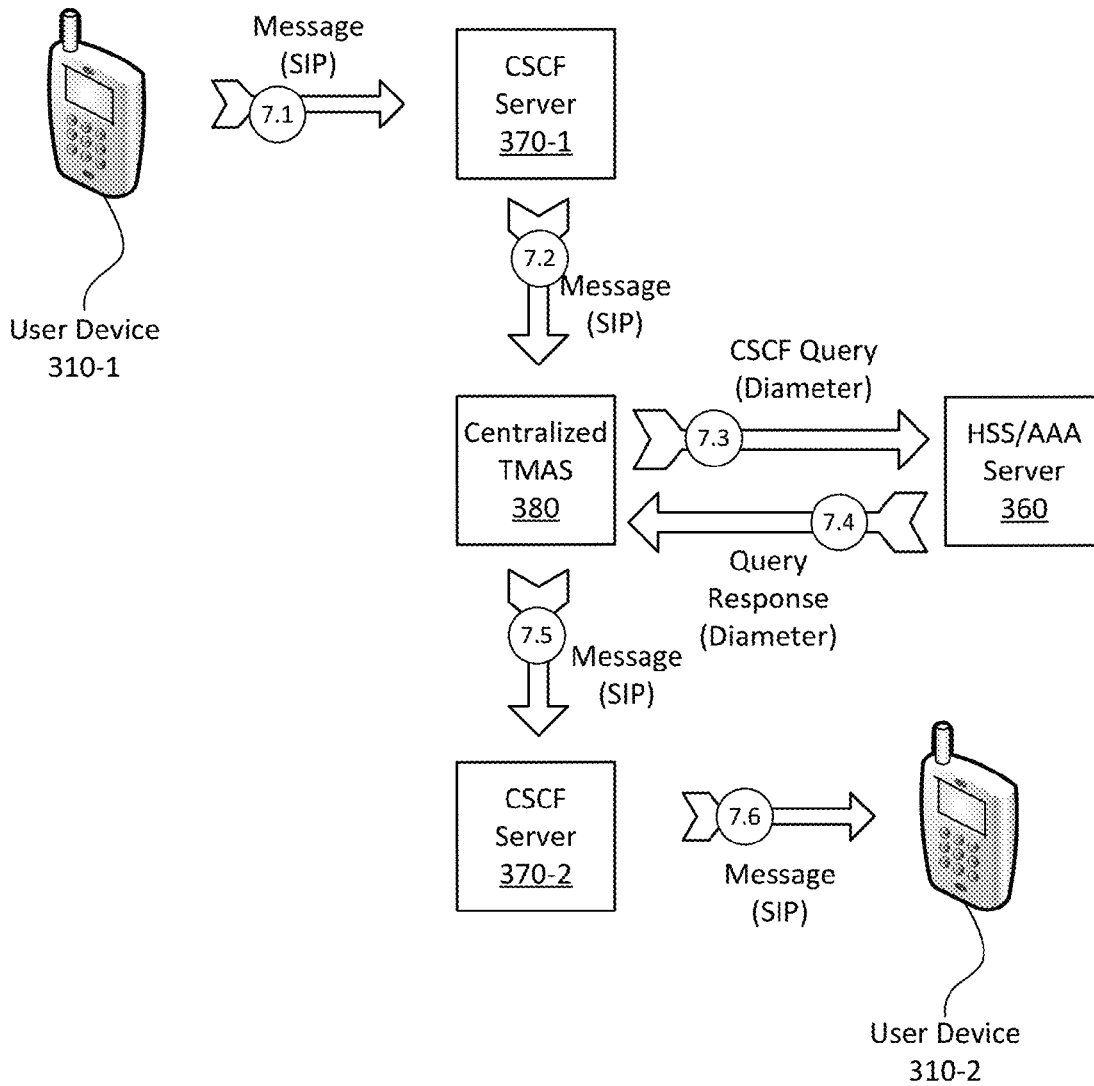 Message
(SIP)
7.1
CSCF
Server
370-1
7.2
Message
(SIP)
User Device
310-1
CSCF Query
(Diameter)
7.3
Centralized
TMAS
380
HSS/AAA
Server
360
7.4
Query
Response
(Diameter)
7.5
Message
(SIP)
CSCF
Server
370-2
7.6
Message
(SIP)
User Device
310-2